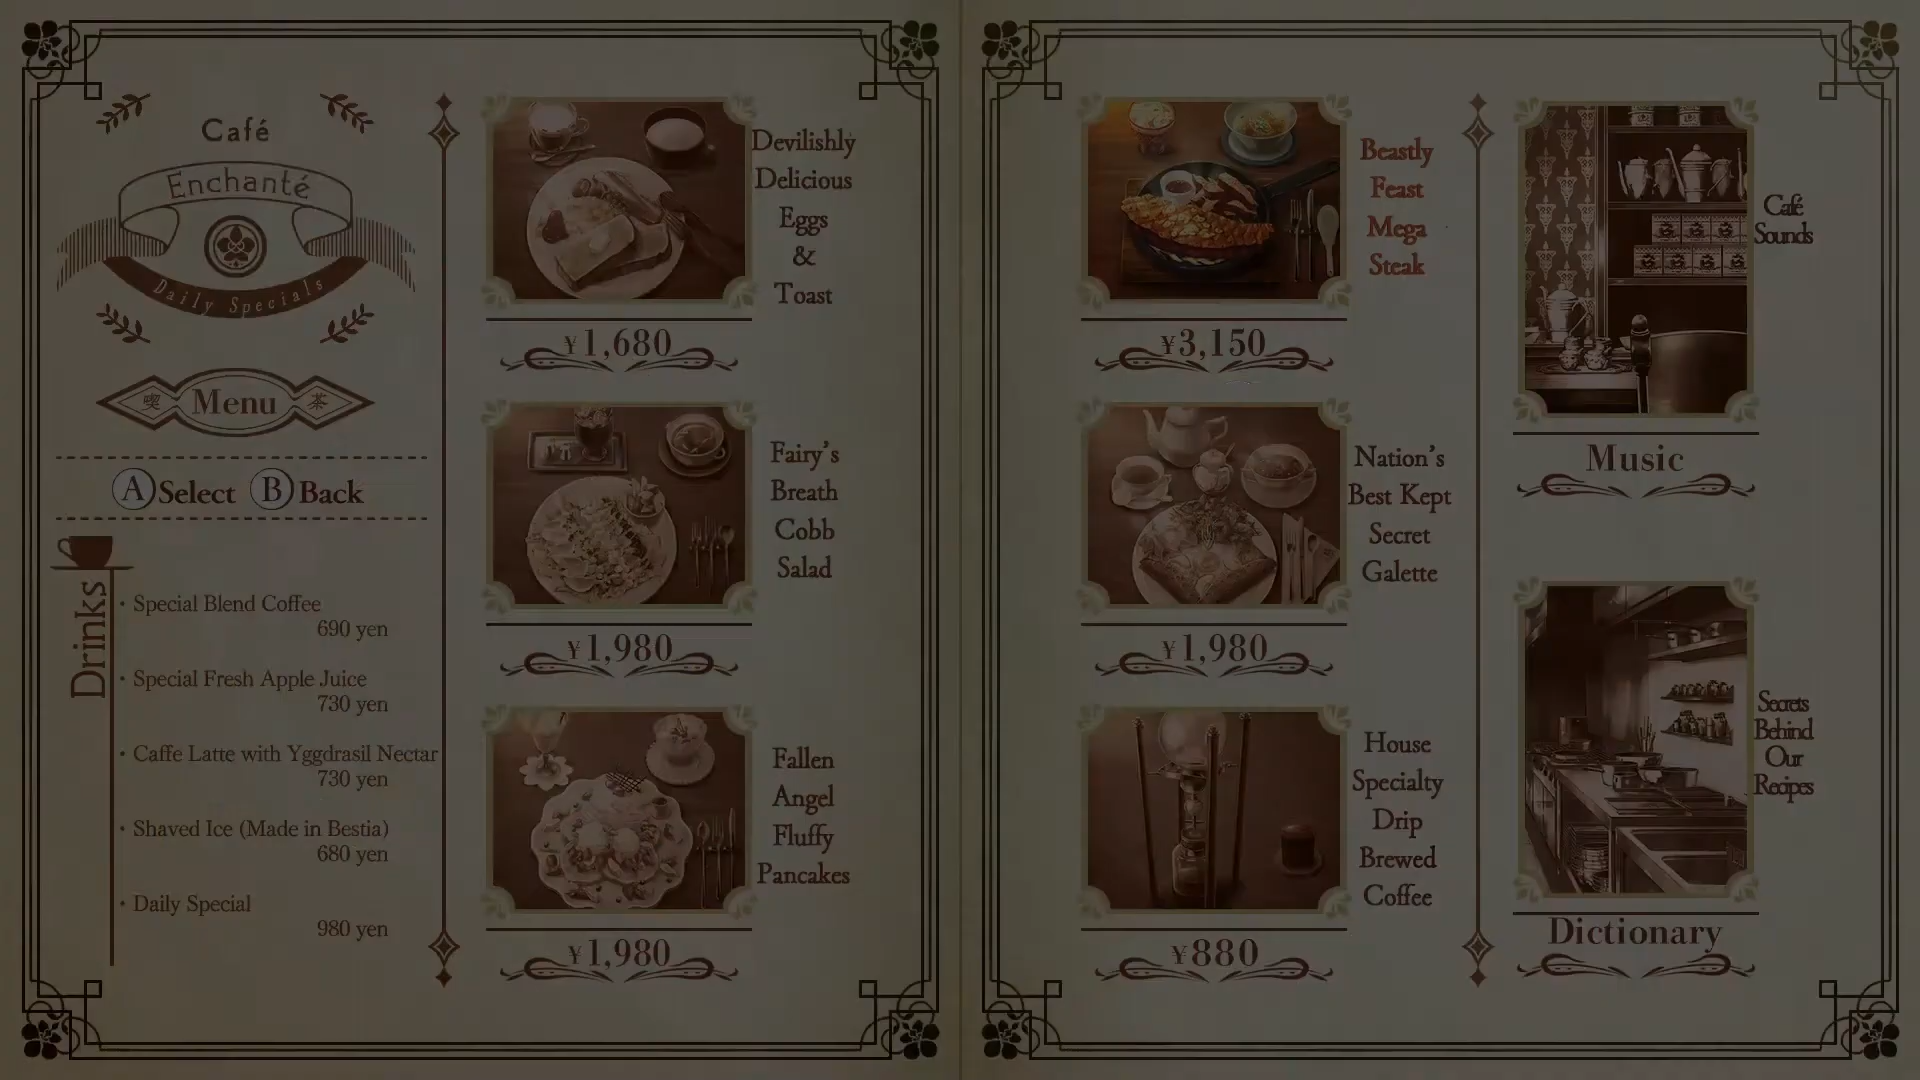 Café
Enchanté
Daily Specials
喫 Menu 茶
A Select B Back
Drinks
・Special Blend Coffee
690 yen
・Special Fresh Apple Juice
730 yen
・Caffe Latte with Yggdrasil Nectar
730 yen
・Shaved Ice (Made in Bestia)
680 yen
・Daily Special
980 yen
Devilishly
Delicious
Eggs
&
Toast
¥1,680
Fairy's
Breath
Cobb
Salad
¥1,980
Fallen
Angel
Fluffy
Pancakes
¥1,980
Beastly
Feast
Mega
Steak
¥3,150
Nation's
Best Kept
Secret
Galette
¥1,980
House
Specialty
Drip
Brewed
Coffee
¥880
Café
Sounds
Music
Secrets
Behind
Our
Recipes
Dictionary